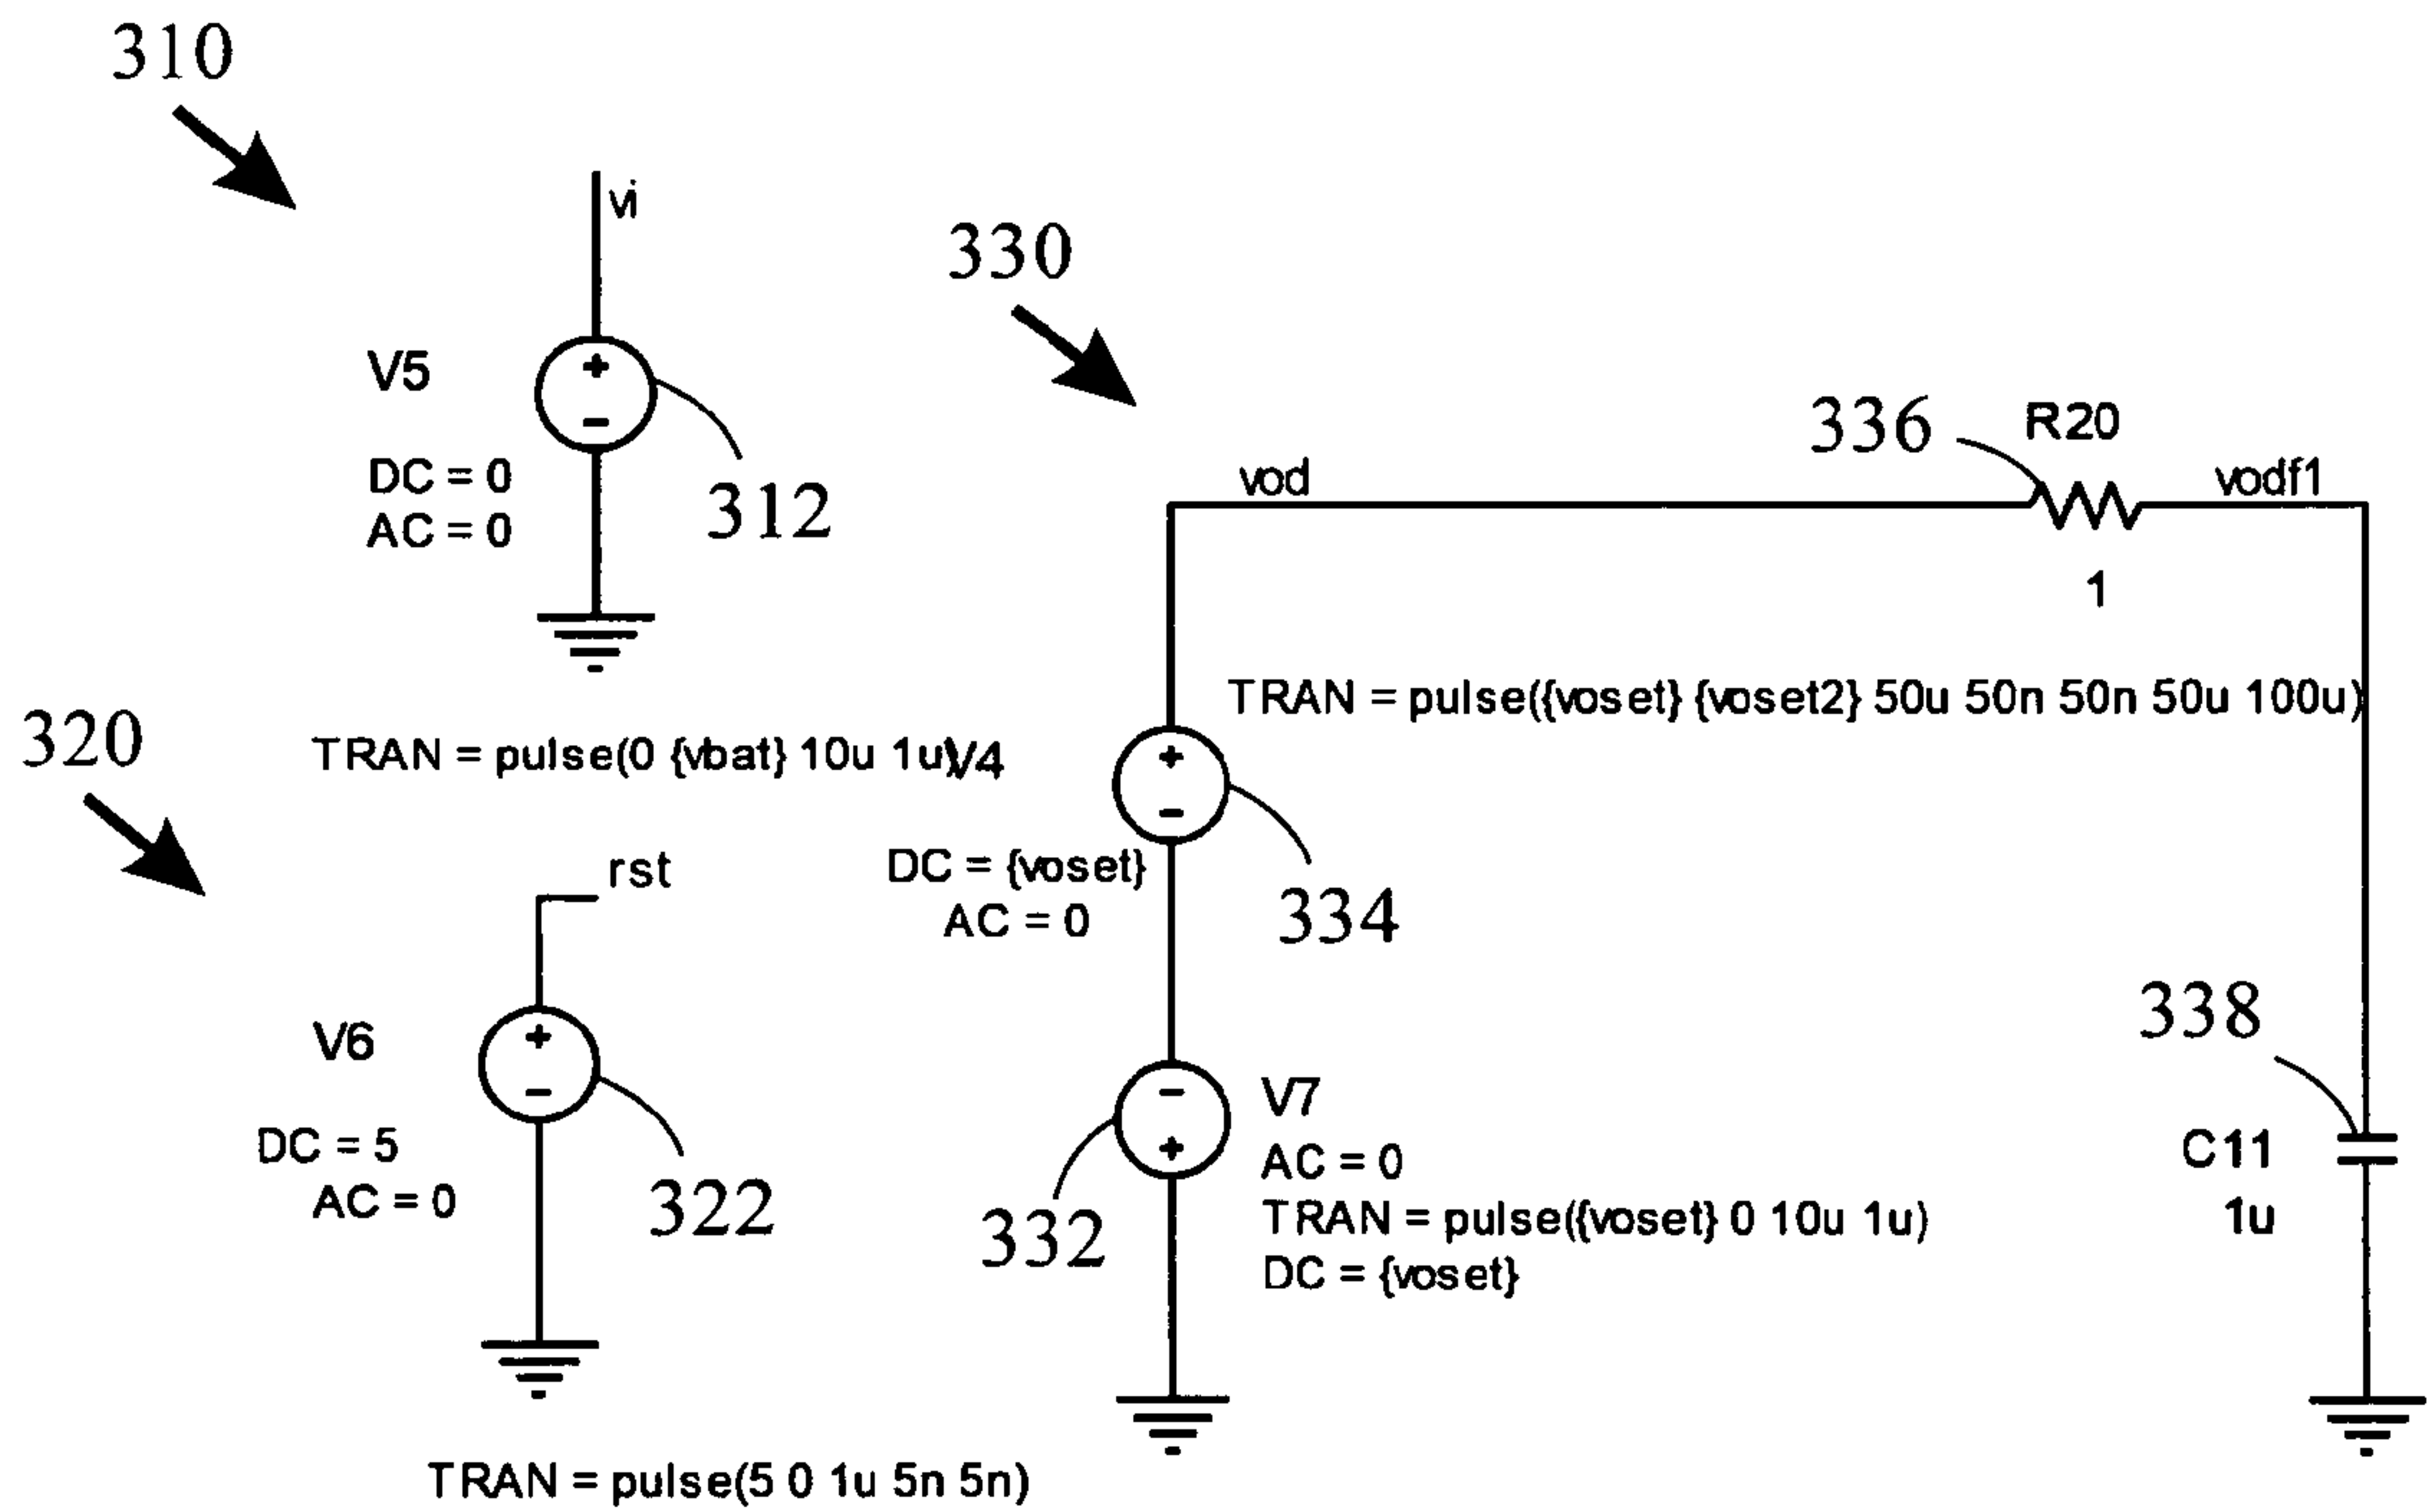 310
vi
330
V5
336
R20
vod
vodf1
DC = 0
AC = 0
312
1
TRAN = pulse({voset} {voset2} 50u 50n 50n 50u 100u)
320
TRAN = pulse(0 {vbat} 10u 1u)
V4
rst
DC = {voset}
AC = 0
334
338
V6
V7
AC = 0
TRAN = pulse({voset} 0 10u 1u)
DC = {voset}
C11
1u
DC = 5
AC = 0
322
332
TRAN = pulse(5 0 1u 5n 5n)